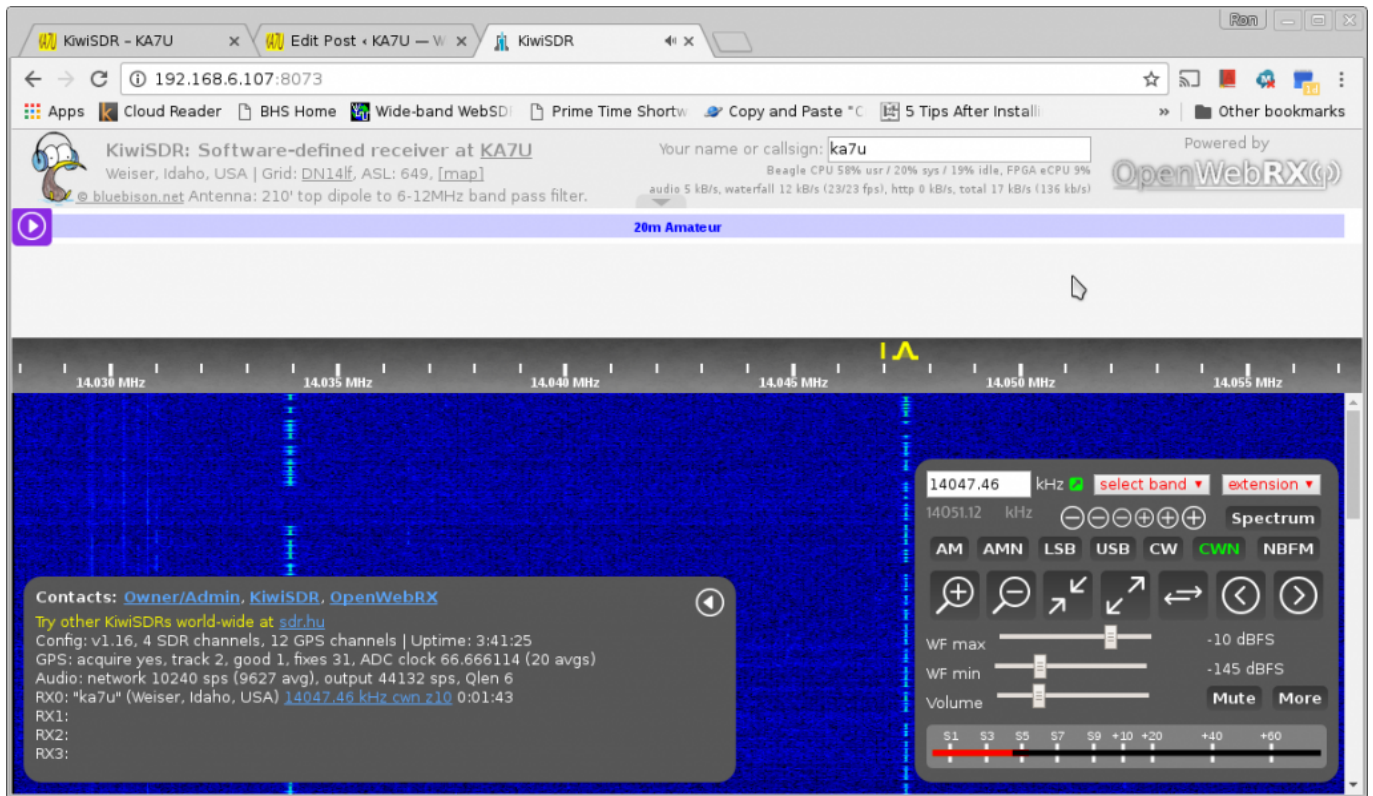 Ron
KiwiSDR – KA7U
Edit Post ‹ KA7U — W
KiwiSDR
192.168.6.107:8073
Apps
Cloud Reader
BHS Home
Wide-band WebSD
Prime Time Shortw
Copy and Paste "C
5 Tips After Install
»
Other bookmarks
KiwiSDR: Software-defined receiver at KA7U
Weiser, Idaho, USA | Grid: DN14lf, ASL: 649, [map]
@ bluebison.net Antenna: 210' top dipole to 6-12MHz band pass filter.
Your name or callsign: ka7u
Beagle CPU 58% usr / 20% sys / 19% idle, FPGA eCPU 9%
audio 5 kB/s, waterfall 12 kB/s (23/23 fps), http 0 kB/s, total 17 kB/s (136 kb/s)
Powered by
OpenWebRX
20m Amateur
14.030 MHz 14.035 MHz 14.040 MHz 14.045 MHz 14.050 MHz 14.055 MHz
Contacts: Owner/Admin, KiwiSDR, OpenWebRX
Try other KiwiSDRs world-wide at sdr.hu
Config: v1.16, 4 SDR channels, 12 GPS channels | Uptime: 3:41:25
GPS: acquire yes, track 2, good 1, fixes 31, ADC clock 66.666114 (20 avgs)
Audio: network 10240 sps (9627 avg), output 44132 sps, Qlen 6
RX0: "ka7u" (Weiser, Idaho, USA) 14047.46 kHz cwn z10 0:01:43
RX1:
RX2:
RX3:
14047.46 kHz select band extension
14051.12 kHz Spectrum
AM AMN LSB USB CW CWN NBFM
WF max -10 dBFS
WF min -145 dBFS
Volume Mute More
S1 S3 S5 S7 S9 +10 +20 +40 +60